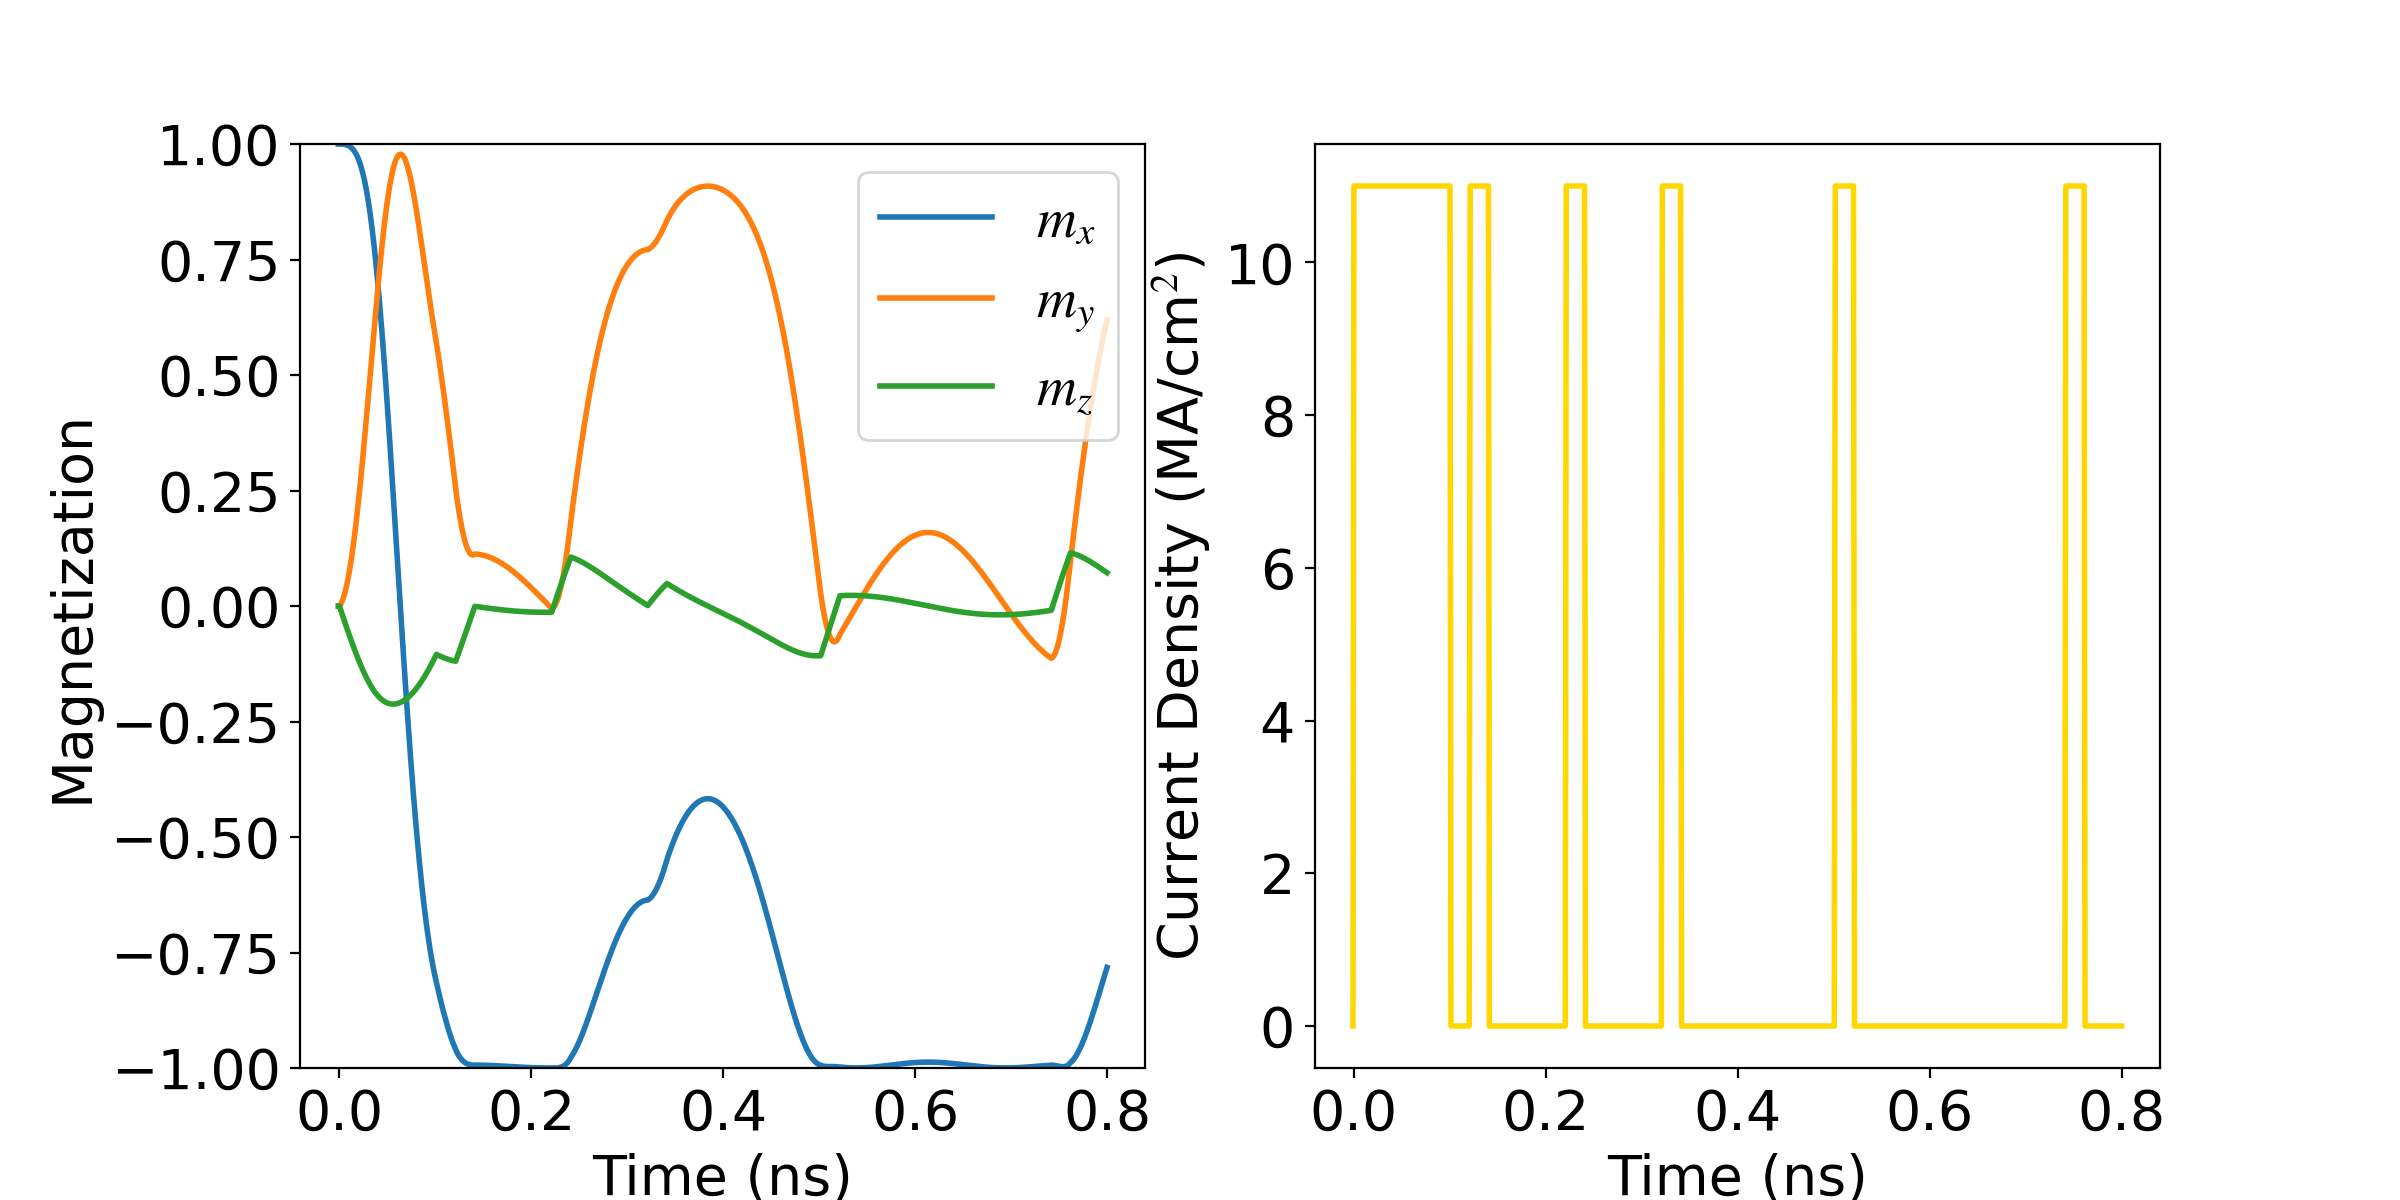 1.00
0.75
0.50
0.25
0.00
−0.25
−0.50
−0.75
−1.00
Magnetization
0.0 0.2 0.4 0.6 0.8
Time (ns)
m_x
m_y
m_z
10
8
6
4
2
0
Current Density (MA/cm²)
0.0 0.2 0.4 0.6 0.8
Time (ns)